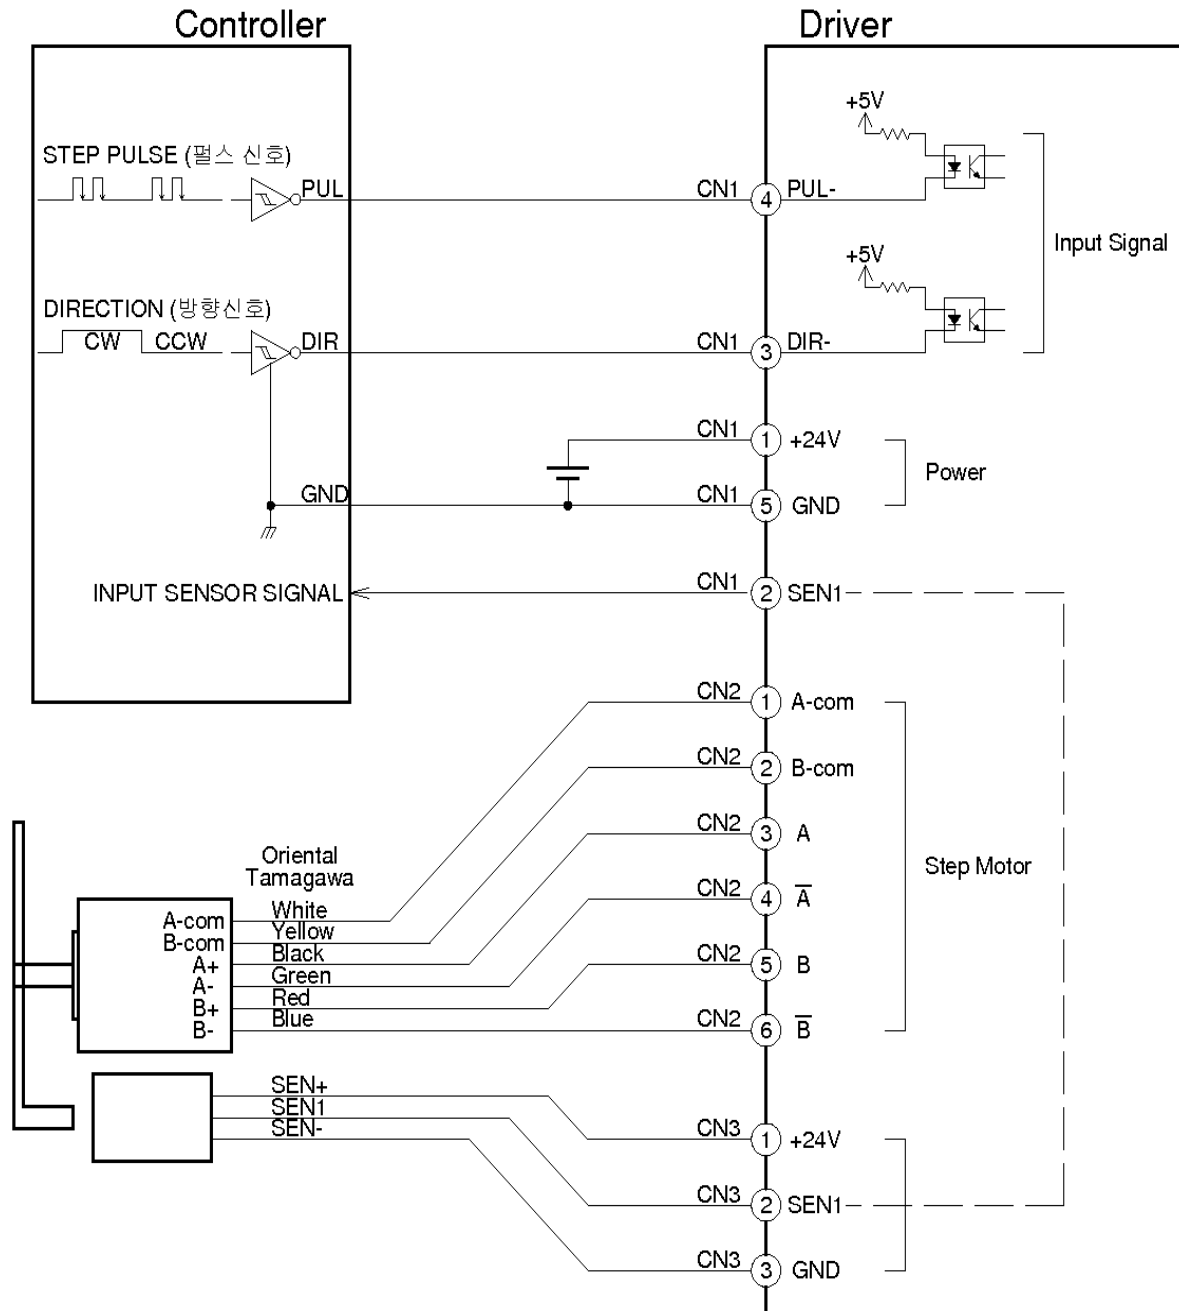 Controller
Driver
+5V
STEP PULSE (펄스 신호)
PUL
CN1
4
PUL-
Input Signal
+5V
DIRECTION (방향신호)
CW
CCW
DIR
CN1
3
DIR-
CN1
1
+24V
Power
GND
CN1
5
GND
INPUT SENSOR SIGNAL
CN1
2
SEN1
CN2
1
A-com
CN2
2
B-com
CN2
3
A
Step Motor
Oriental
Tamagawa
CN2
4
A̅
A-com
White
B-com
Yellow
A+
Black
A-
Green
B+
Red
B-
Blue
CN2
5
B
CN2
6
B̅
SEN+
SEN1
SEN-
CN3
1
+24V
CN3
2
SEN1
CN3
3
GND